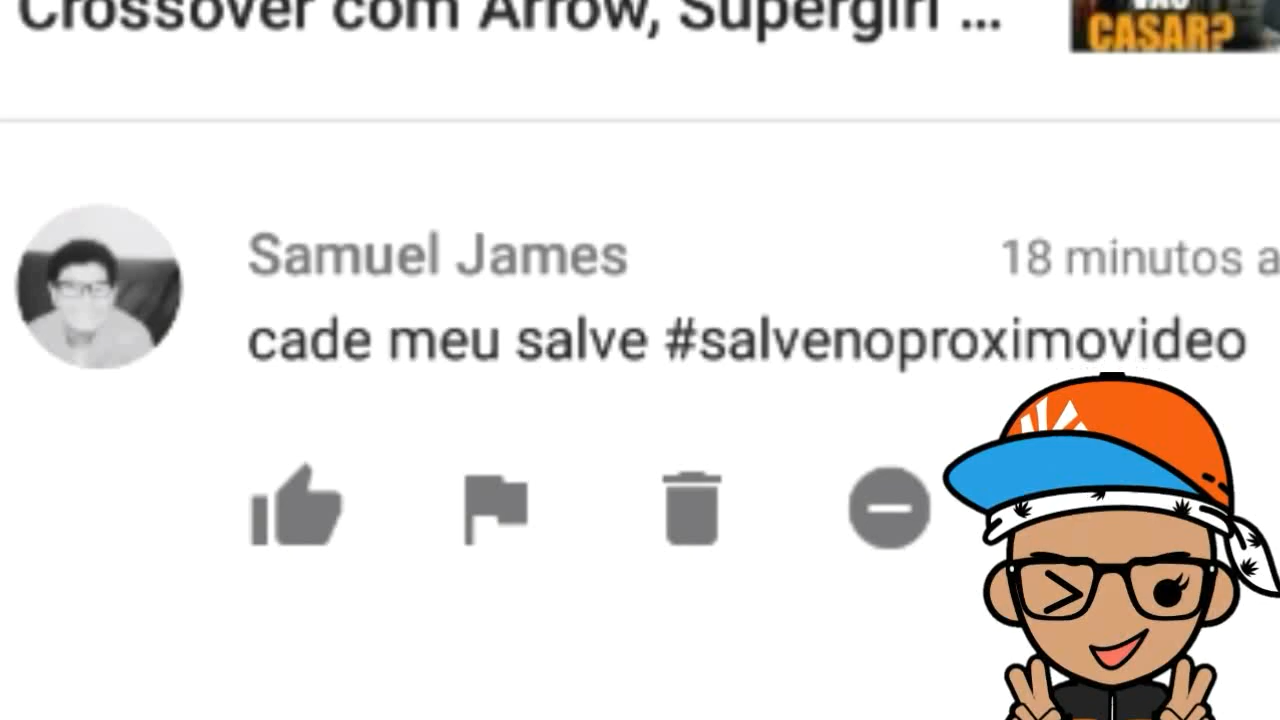 Crossover com Arrow, Supergirl ...
CASAR?
Samuel James
18 minutos a
cade meu salve #salvenoproximovideo